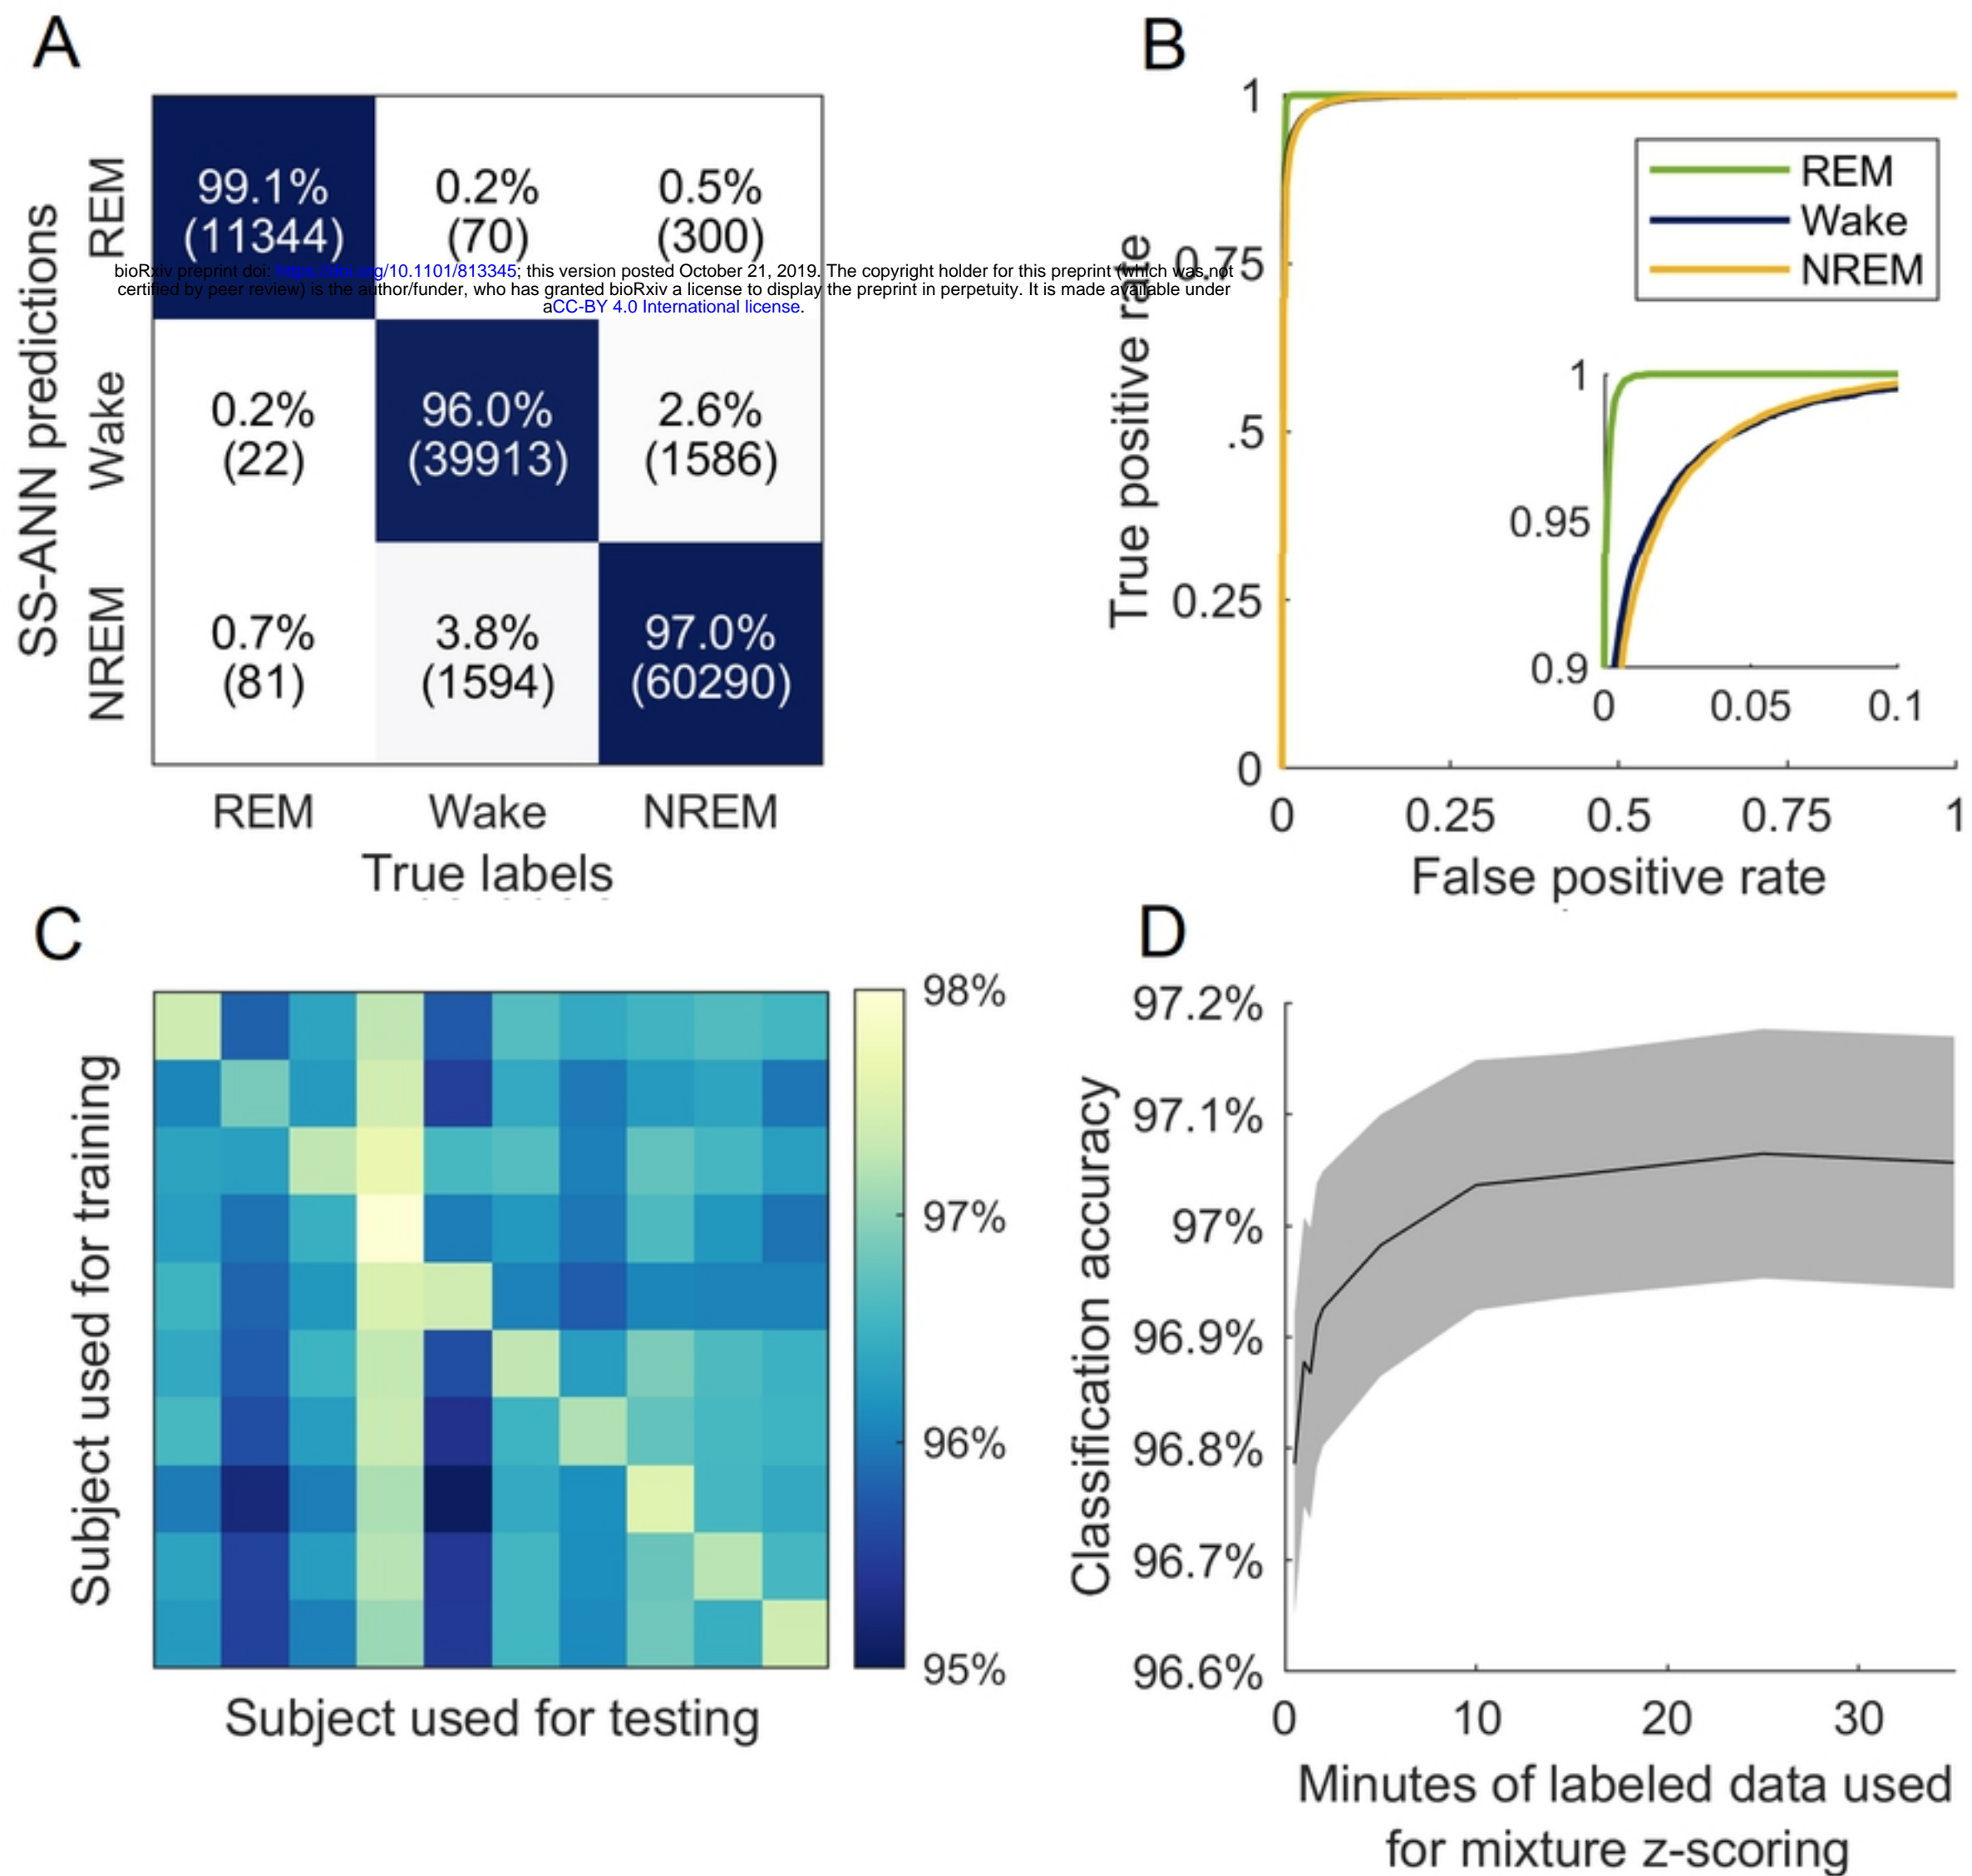 A
SS-ANN predictions
REM
Wake
NREM
99.1%
(11344)
0.2%
(70)
0.5%
(300)
0.2%
(22)
96.0%
(39913)
2.6%
(1586)
0.7%
(81)
3.8%
(1594)
97.0%
(60290)
REM
Wake
NREM
True labels
bioRxiv preprint doi: https://doi.org/10.1101/813345; this version posted October 21, 2019. The copyright holder for this preprint (which was not
certified by peer review) is the author/funder, who has granted bioRxiv a license to display the preprint in perpetuity. It is made available under
aCC-BY 4.0 International license.
B
True positive rate
1
0.75
.5
0.25
0
0
0.25
0.5
0.75
1
False positive rate
REM
Wake
NREM
1
0.95
0.9
0
0.05
0.1
C
Subject used for training
Subject used for testing
98%
97%
96%
95%
D
Classification accuracy
97.2%
97.1%
97%
96.9%
96.8%
96.7%
96.6%
0
10
20
30
Minutes of labeled data used
for mixture z-scoring